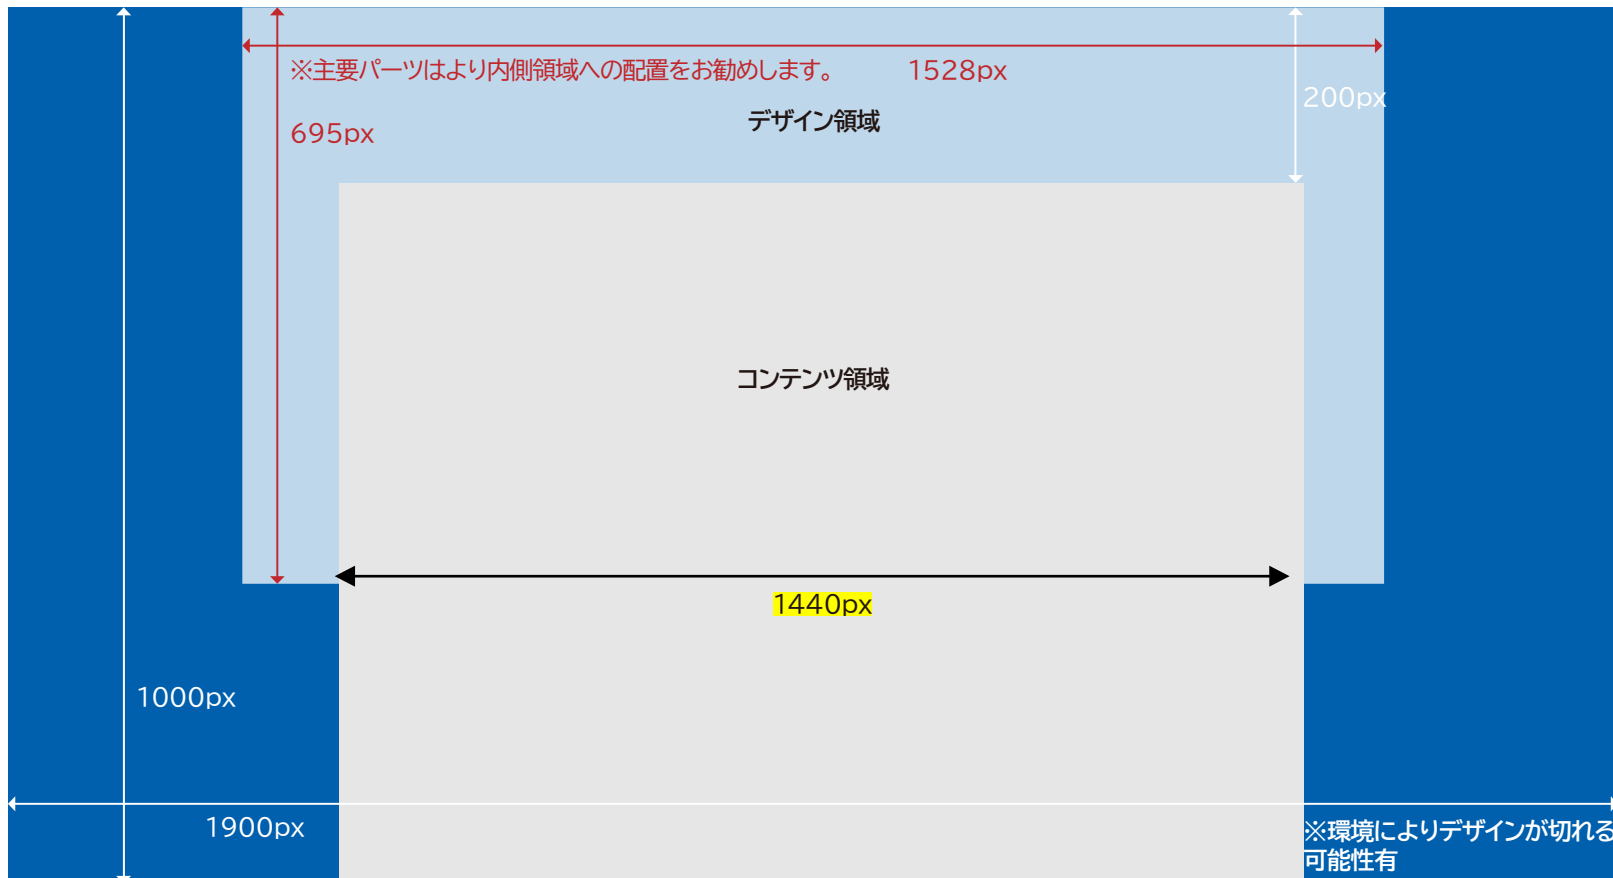 ※主要パーツはより内側領域への配置をお勧めします。 1528px
200px
デザイン領域
695px
コンテンツ領域
1440px
1000px
1900px
※環境によりデザインが切れる
可能性有